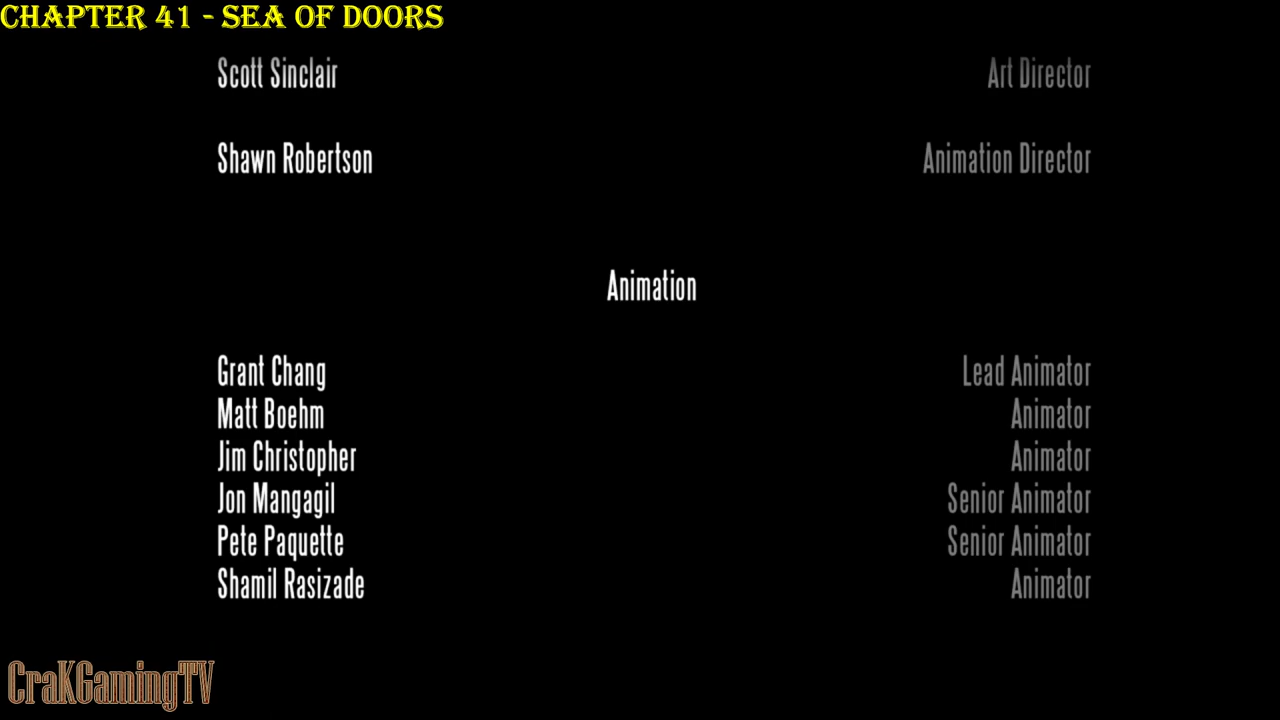 CHAPTER 41 - SEA OF DOORS
Scott Sinclair Art Director
Shawn Robertson Animation Director
Animation
Grant Chang Lead Animator
Matt Boehm Animator
Jim Christopher Animator
Jon Mangagil Senior Animator
Pete Paquette Senior Animator
Shamil Rasizade Animator
CraKGamingTV